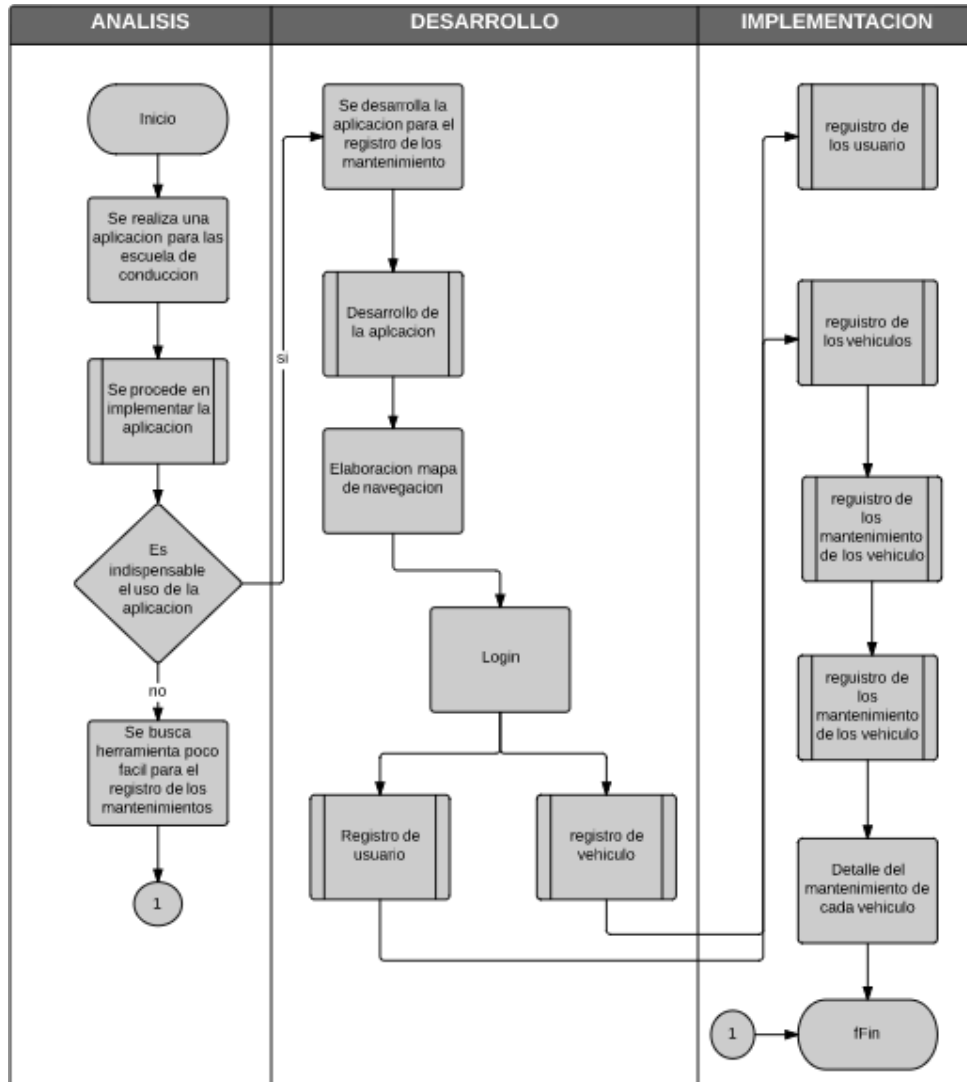 ANALISIS
DESARROLLO
IMPLEMENTACION
Inicio
Se realiza una
aplicacion para las
escuela de
conduccion
Se procede en
implementar la
aplicacion
Es
indispensable
el uso de la
aplicacion
si
no
Se busca
herramienta poco
facil para el
registro de los
mantenimientos
1
Se desarrolla la
aplicacion para el
registro de los
mantenimiento
Desarrollo de
la aplcacion
Elaboracion mapa
de navegacion
Login
Registro de
usuario
registro de
vehiculo
reguistro de
los usuario
reguistro de
los vehiculos
reguistro de
los
mantenimiento
de los vehiculo
reguistro de
los
mantenimiento
de los vehiculo
Detalle del
mantenimiento de
cada vehiculo
1
fFin